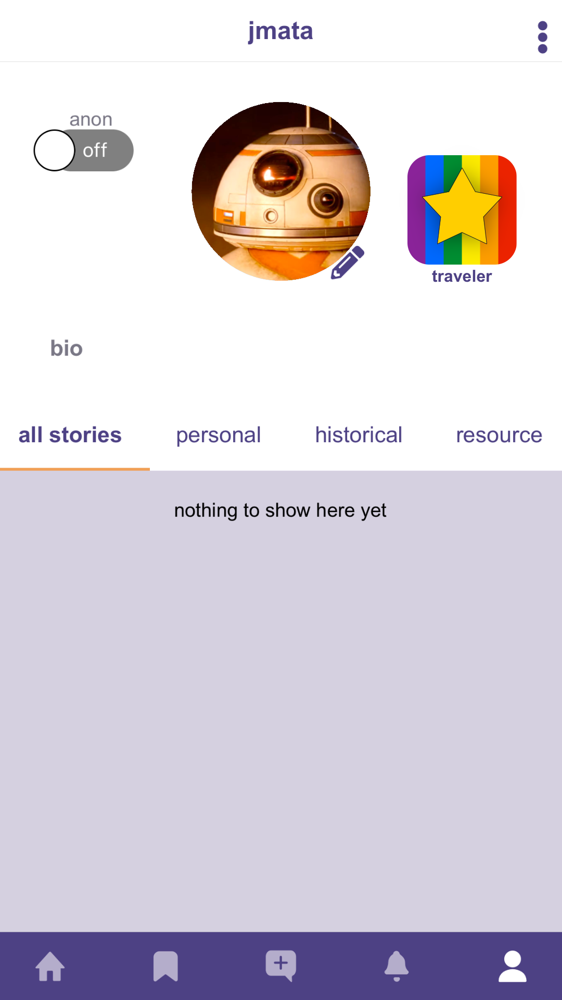 jmata
anon
off
traveler
bio
all stories personal historical resource
nothing to show here yet